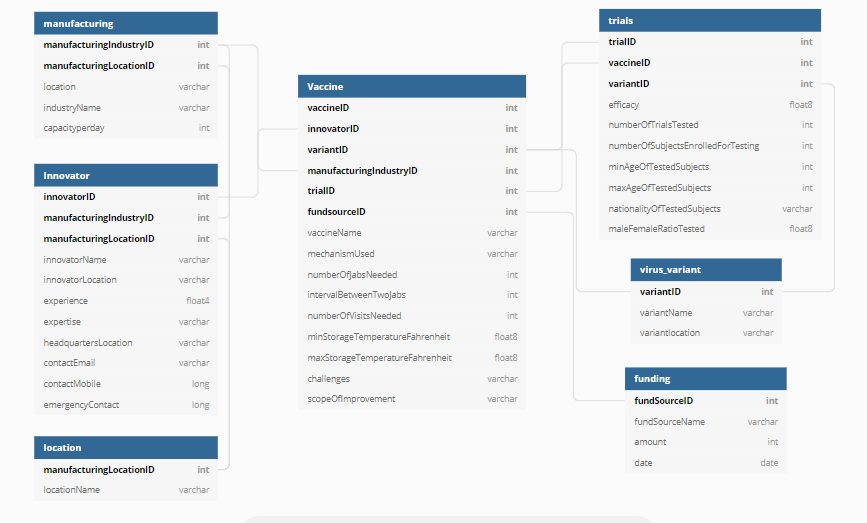 manufacturing
manufacturingIndustryID int
manufacturingLocationID int
location varchar
industryName varchar
capacityperday int
Innovator
innovatorID int
manufacturingIndustryID int
manufacturingLocationID int
innovatorName varchar
innovatorLocation varchar
experience float4
expertise varchar
headquartersLocation varchar
contactEmail varchar
contactMobile long
emergencyContact long
location
manufacturingLocationID int
locationName varchar
Vaccine
vaccineID int
innovatorID int
variantID int
manufacturingIndustryID int
trialID int
fundsourceID int
vaccineName varchar
mechanismUsed varchar
numberOfJabsNeeded int
intervalBetweenTwoJabs int
numberOfVisitsNeeded int
minStorageTemperatureFahrenheit float8
maxStorageTemperatureFahrenheit float8
challenges varchar
scopeOfImprovement varchar
trials
trialID int
vaccineID int
variantID int
efficacy float8
numberOfTrialsTested int
numberOfSubjectsEnrolledForTesting int
minAgeOfTestedSubjects int
maxAgeOfTestedSubjects int
nationalityOfTestedSubjects varchar
maleFemaleRatioTested float8
virus_variant
variantID int
variantName varchar
variantlocation varchar
funding
fundSourceID int
fundSourceName varchar
amount int
date date